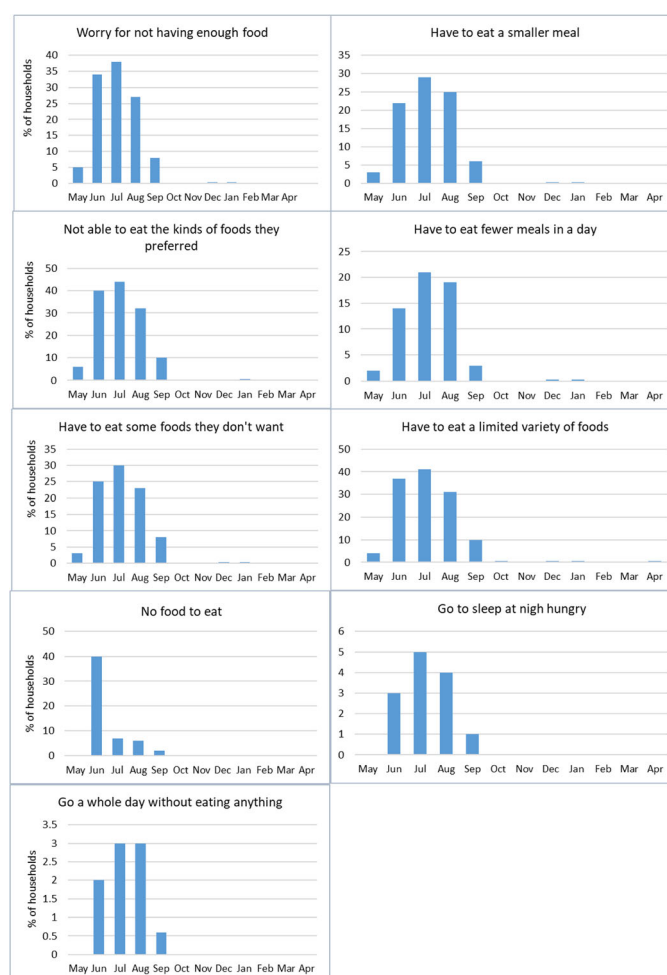 Worry for not having enough food
% of households
40
35
30
25
20
15
10
5
0
May Jun Jul Aug Sep Oct Nov Dec Jan Feb Mar Apr
Have to eat a smaller meal
35
30
25
20
15
10
5
0
May Jun Jul Aug Sep Oct Nov Dec Jan Feb Mar Apr
Not able to eat the kinds of foods they
preferred
% of households
50
40
30
20
10
0
May Jun Jul Aug Sep Oct Nov Dec Jan Feb Mar Apr
Have to eat fewer meals in a day
25
20
15
10
5
0
May Jun Jul Aug Sep Oct Nov Dec Jan Feb Mar Apr
Have to eat some foods they don't want
% of households
35
30
25
20
15
10
5
0
May Jun Jul Aug Sep Oct Nov Dec Jan Feb Mar Apr
Have to eat a limited variety of foods
50
40
30
20
10
0
May Jun Jul Aug Sep Oct Nov Dec Jan Feb Mar Apr
No food to eat
% of households
50
40
30
20
10
0
May Jun Jul Aug Sep Oct Nov Dec Jan Feb Mar Apr
Go to sleep at nigh hungry
6
5
4
3
2
1
0
May Jun Jul Aug Sep Oct Nov Dec Jan Feb Mar Apr
Go a whole day without eating anything
% of households
3.5
3
2.5
2
1.5
1
0.5
0
May Jun Jul Aug Sep Oct Nov Dec Jan Feb Mar Apr